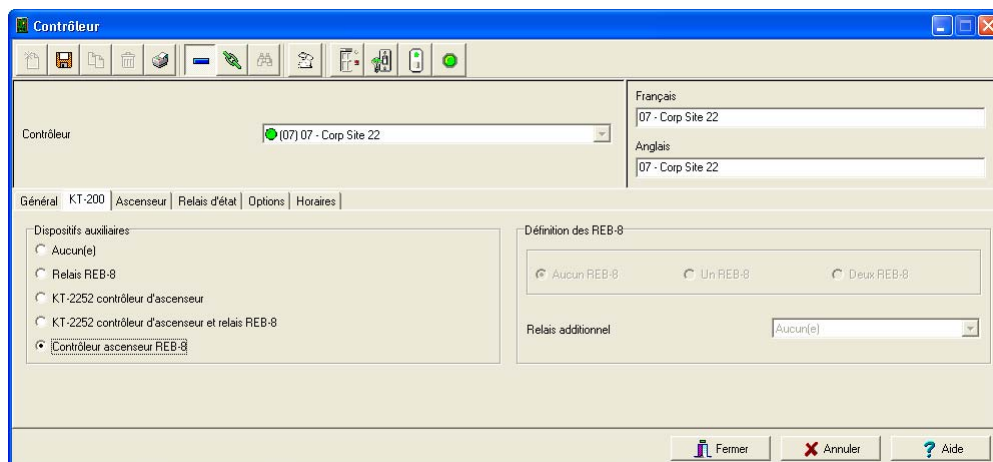 Contrôleur
Français
07 - Corp Site 22
Contrôleur
(07) 07 - Corp Site 22
Anglais
07 - Corp Site 22
Général KT-200 Ascenseur Relais d'état Options Horaires
Dispositifs auxiliaires
Aucun(e)
Relais REB-8
KT-2252 contrôleur d'ascenseur
KT-2252 contrôleur d'ascenseur et relais REB-8
Contrôleur ascenseur REB-8
Définition des REB-8
Aucun REB-8 Un REB-8 Deux REB-8
Relais additionnel Aucun(e)
Fermer Annuler Aide